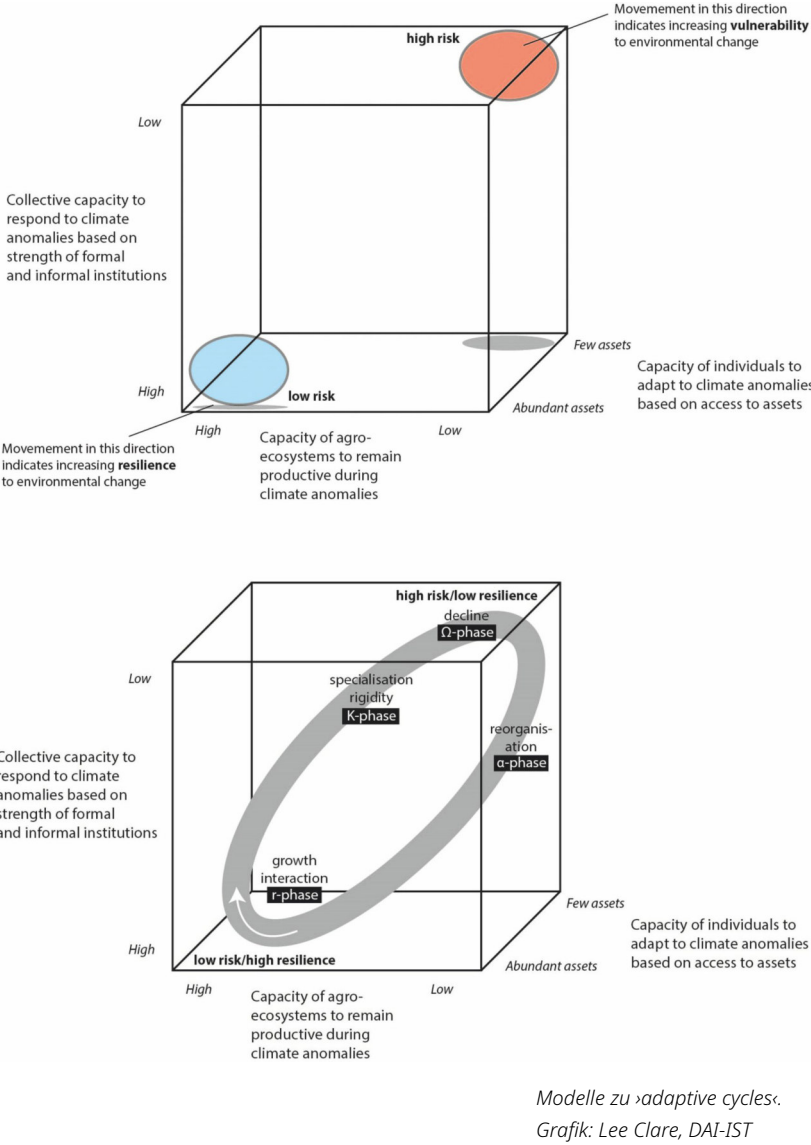 Movemement in this direction
indicates increasing vulnerability
to environmental change
high risk
Low
Collective capacity to
respond to climate
anomalies based on
strength of formal
and informal institutions
Few assets
Capacity of individuals to
adapt to climate anomalies
based on access to assets
High
low risk
Abundant assets
High
Low
Capacity of agro-
ecosystems to remain
productive during
climate anomalies
Movemement in this direction
indicates increasing resilience
to environmental change
high risk/low resilience
decline
Ω-phase
Low
specialisation
rigidity
K-phase
reorganis-
ation
α-phase
Collective capacity to
respond to climate
anomalies based on
strength of formal
and informal institutions
growth
interaction
r-phase
Few assets
Capacity of individuals to
adapt to climate anomalies
based on access to assets
High
low risk/high resilience
Abundant assets
High
Low
Capacity of agro-
ecosystems to remain
productive during
climate anomalies
Modelle zu ›adaptive cycles‹.
Grafik: Lee Clare, DAI-IST